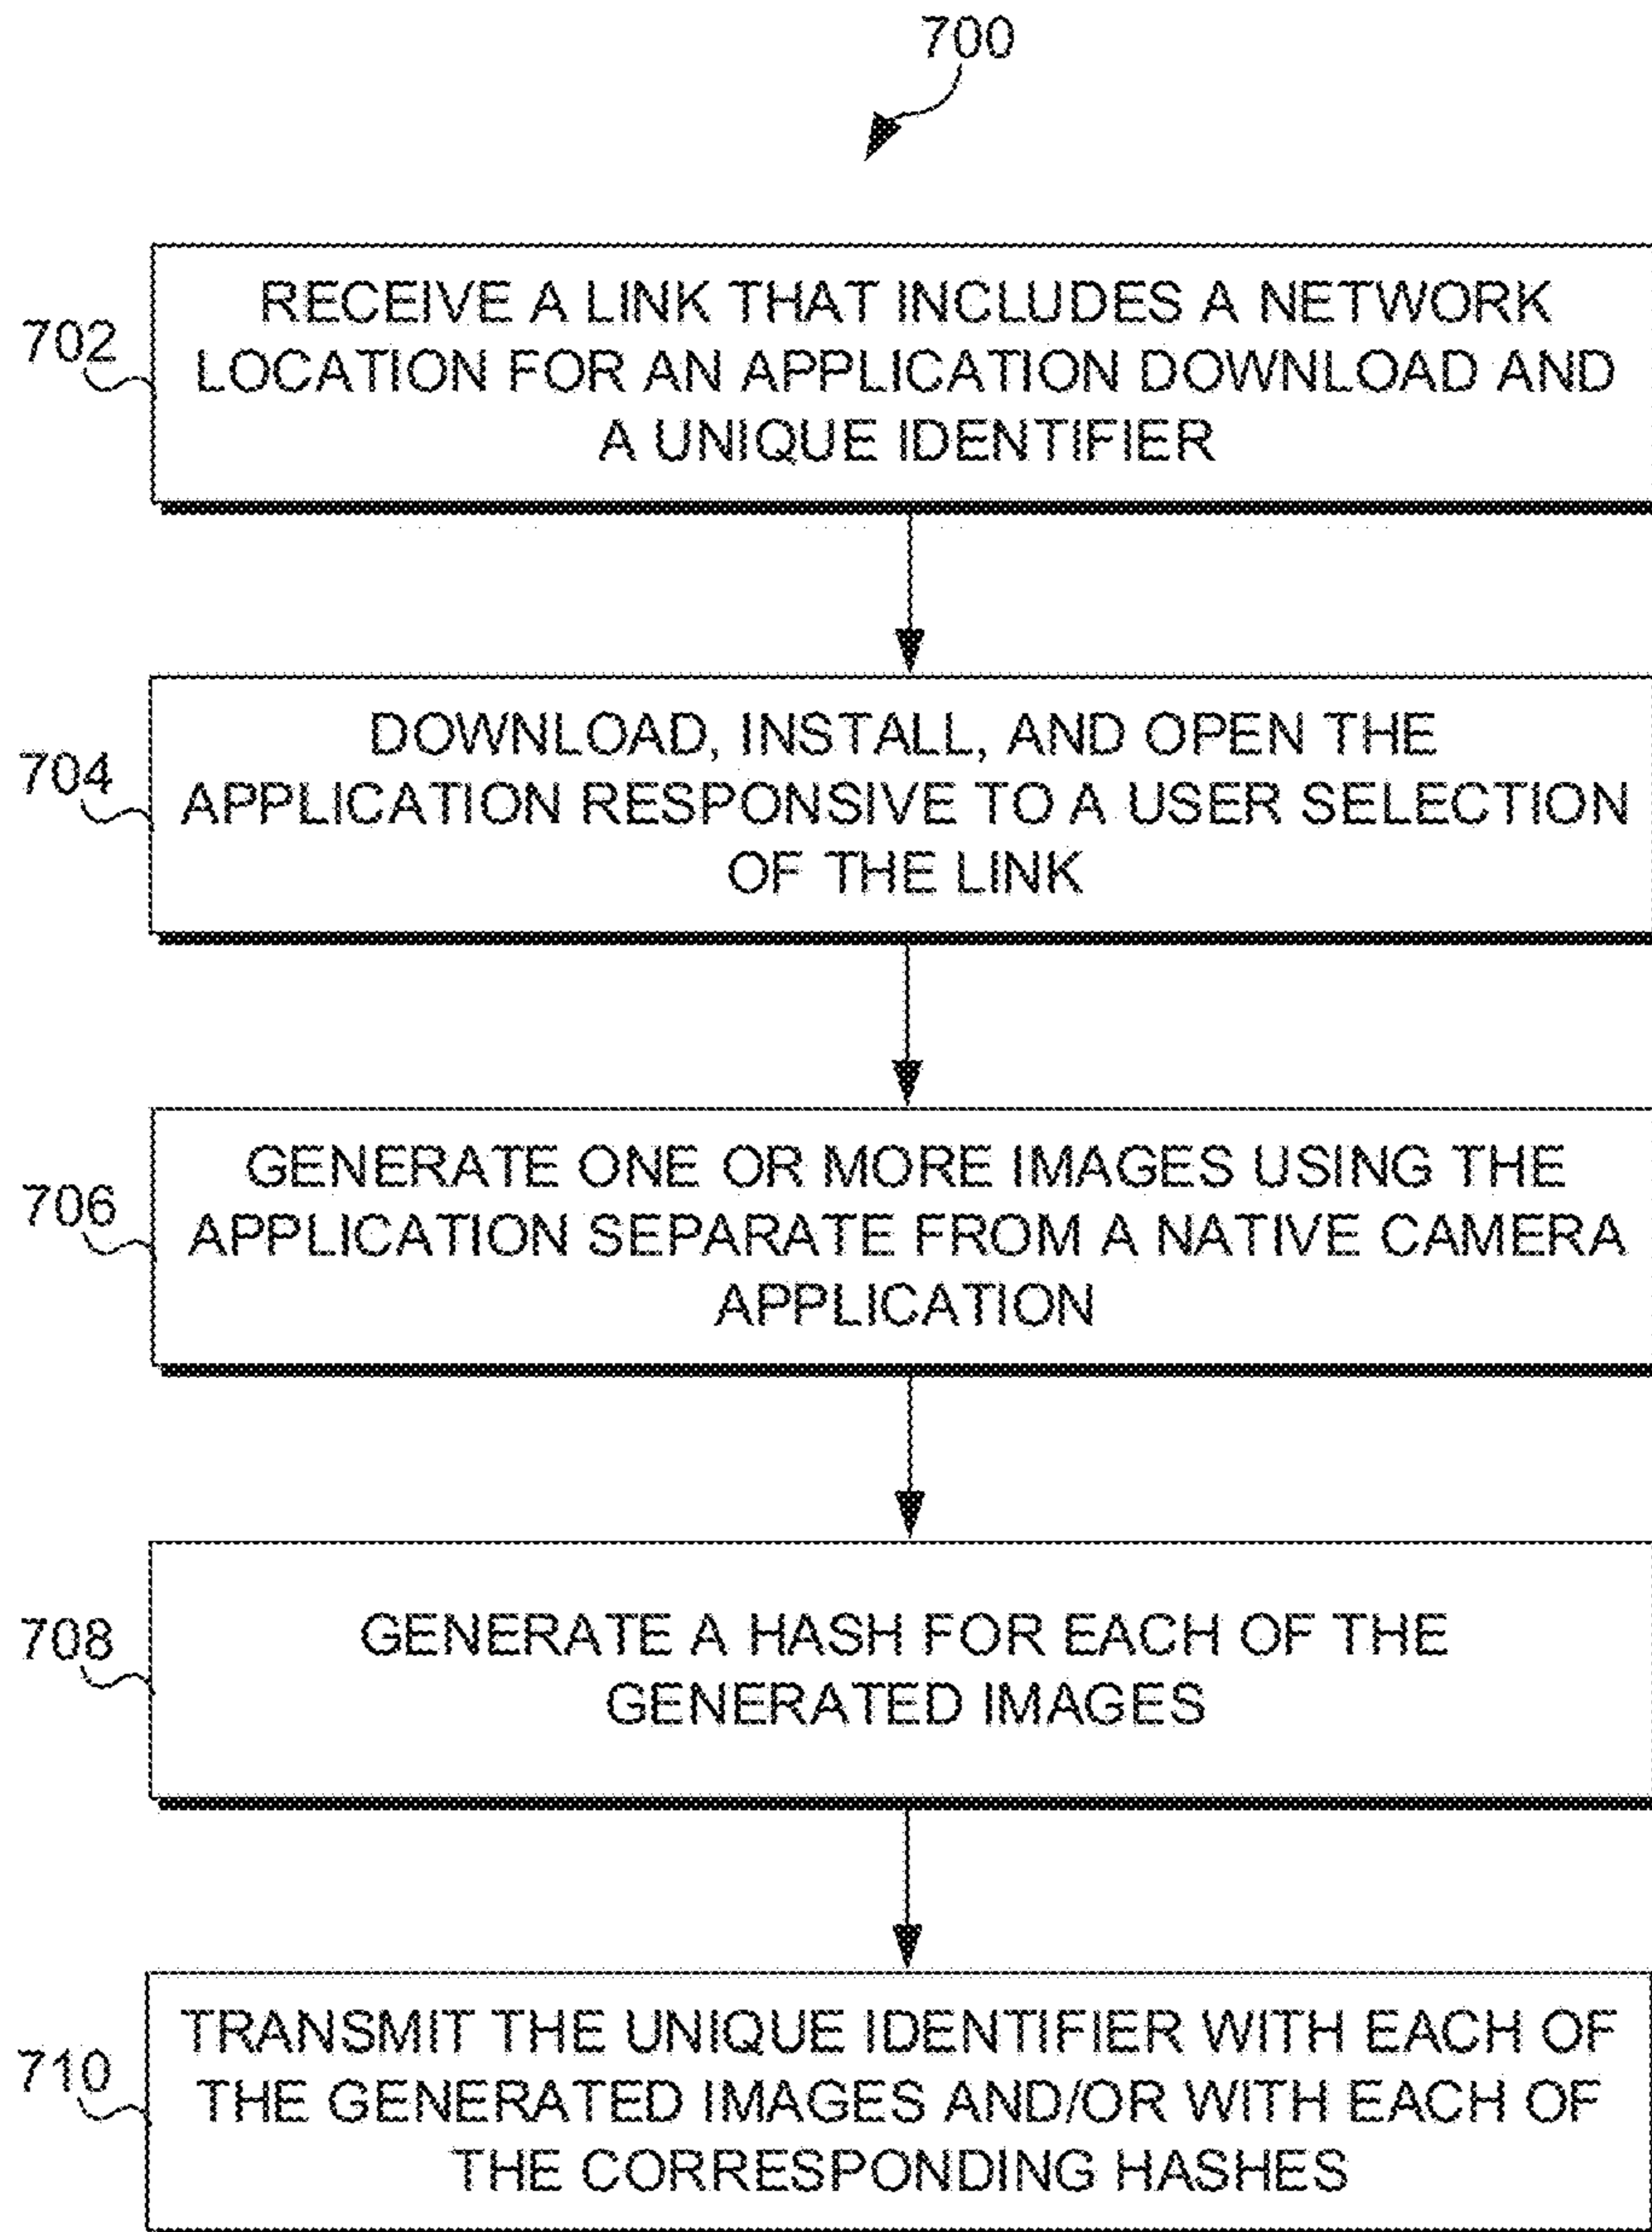 700
702
RECEIVE A LINK THAT INCLUDES A NETWORK
LOCATION FOR AN APPLICATION DOWNLOAD AND
A UNIQUE IDENTIFIER
704
DOWNLOAD, INSTALL, AND OPEN THE
APPLICATION RESPONSIVE TO A USER SELECTION
OF THE LINK
706
GENERATE ONE OR MORE IMAGES USING THE
APPLICATION SEPARATE FROM A NATIVE CAMERA
APPLICATION
708
GENERATE A HASH FOR EACH OF THE
GENERATED IMAGES
710
TRANSMIT THE UNIQUE IDENTIFIER WITH EACH OF
THE GENERATED IMAGES AND/OR WITH EACH OF
THE CORRESPONDING HASHES